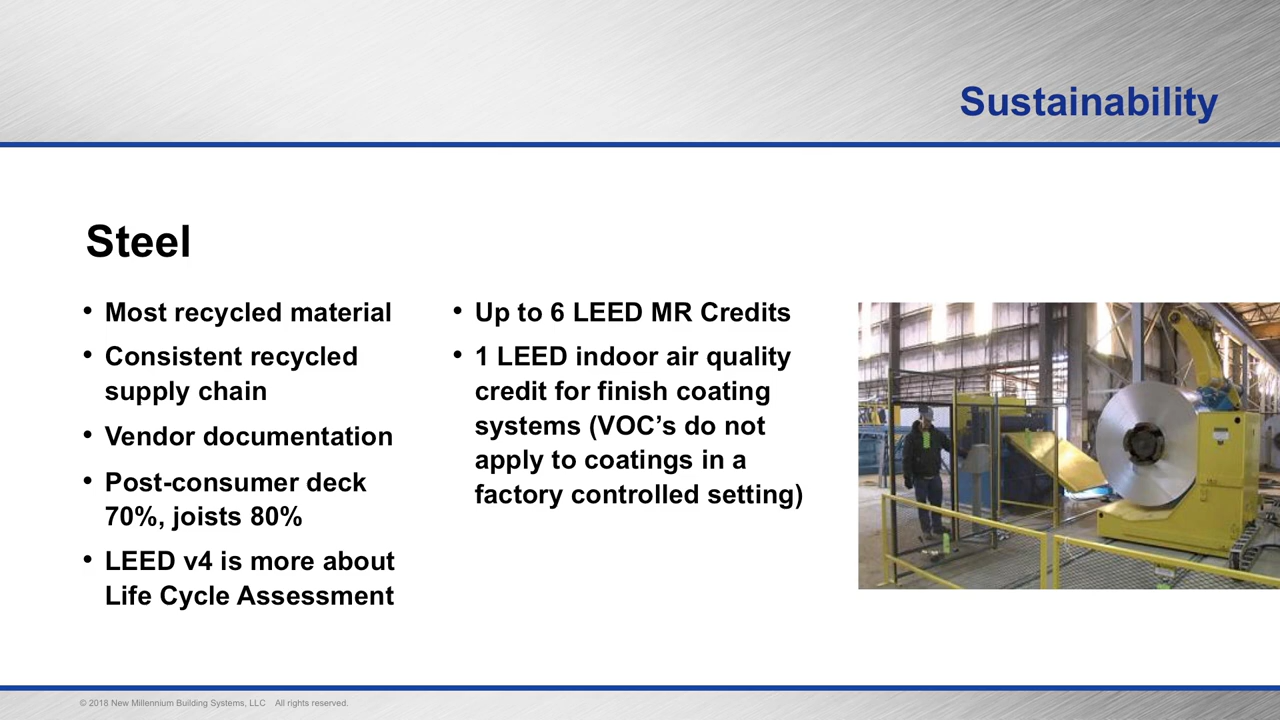 Sustainability
Steel
• Most recycled material
• Consistent recycled
supply chain
• Vendor documentation
• Post-consumer deck
70%, joists 80%
• LEED v4 is more about
Life Cycle Assessment
• Up to 6 LEED MR Credits
• 1 LEED indoor air quality
credit for finish coating
systems (VOC’s do not
apply to coatings in a
factory controlled setting)
© 2018 New Millennium Building Systems, LLC All rights reserved.